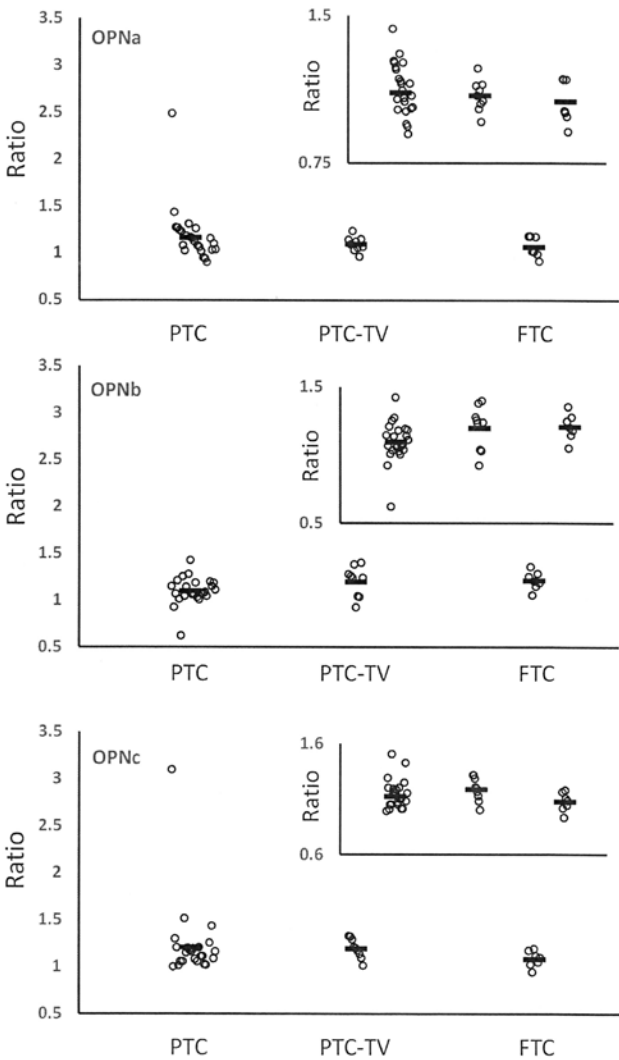 3.5
OPNa
3
2.5
2
1.5
1
0.5
Ratio
1.5
0.75
Ratio
PTC PTC-TV FTC
3.5
OPNb
3
2.5
2
1.5
1
0.5
Ratio
1.5
0.5
Ratio
PTC PTC-TV FTC
3.5
OPNc
3
2.5
2
1.5
1
0.5
Ratio
1.6
0.6
Ratio
PTC PTC-TV FTC